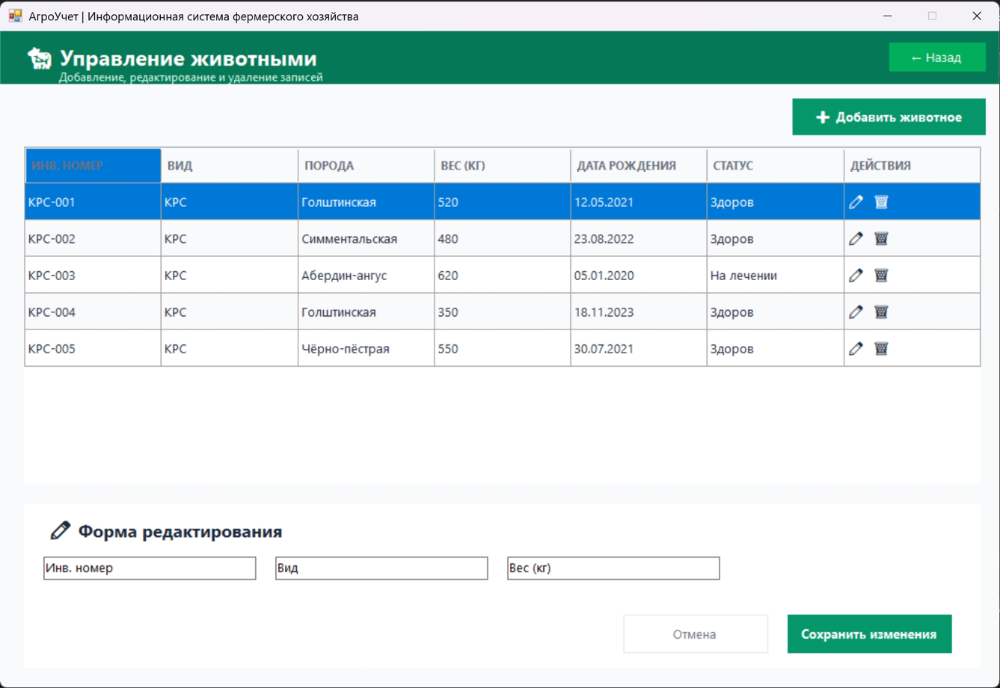 АгроУчет | Информационная система фермерского хозяйства
Управление животными
Добавление, редактирование и удаление записей
← Назад
Добавить животное
ИНВ. НОМЕР ВИД ПОРОДА ВЕС (КГ) ДАТА РОЖДЕНИЯ СТАТУС ДЕЙСТВИЯ
КРС-001 КРС Голштинская 520 12.05.2021 Здоров
КРС-002 КРС Симментальская 480 23.08.2022 Здоров
КРС-003 КРС Абердин-ангус 620 05.01.2020 На лечении
КРС-004 КРС Голштинская 350 18.11.2023 Здоров
КРС-005 КРС Чёрно-пёстрая 550 30.07.2021 Здоров
Форма редактирования
Инв. номер Вид Вес (кг)
Отмена Сохранить изменения